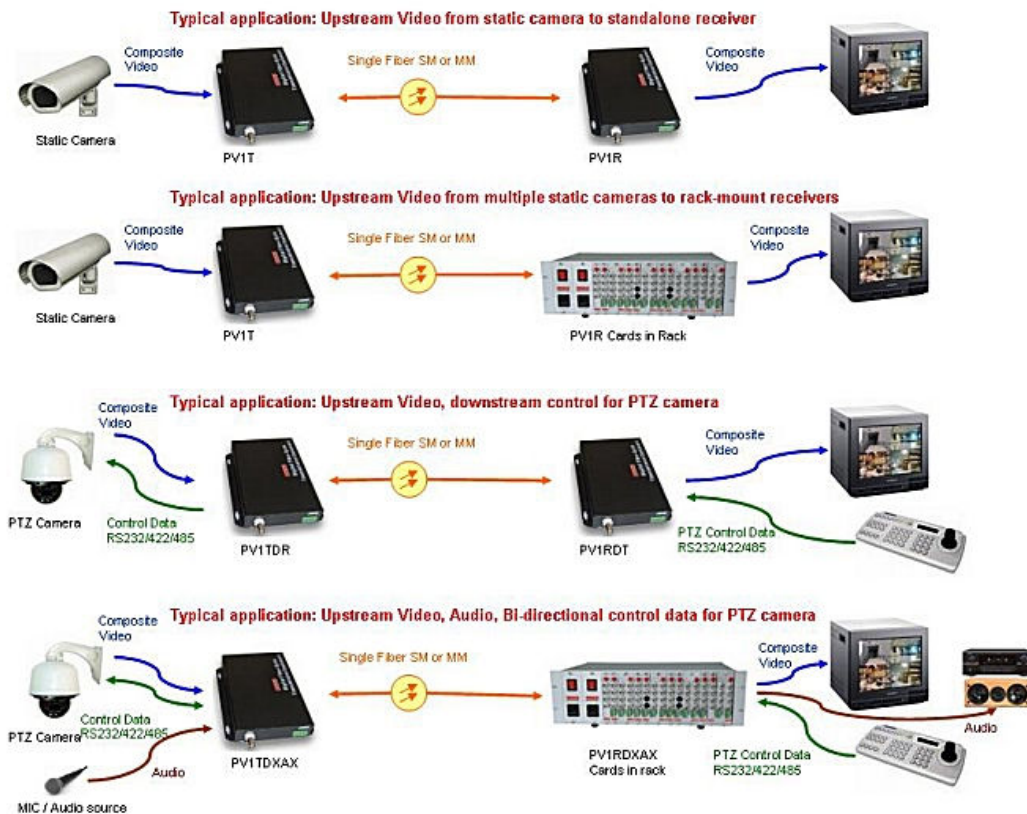 Typical application: Upstream Video from static camera to standalone receiver
Composite
Video
Single Fiber SM or MM
Static Camera
PV1T
PV1R
Typical application: Upstream Video from multiple static cameras to rack-mount receivers
Composite
Video
Single Fiber SM or MM
Composite
Video
Static Camera
PV1T
PV1R Cards in Rack
Typical application: Upstream Video, downstream control for PTZ camera
Composite
Video
Single Fiber SM or MM
Composite
Video
PTZ Camera
Control Data
RS232/422/485
PV1TDR
PV1RDT
PTZ Control Data
RS232/422/485
Typical application: Upstream Video, Audio, Bi-directional control data for PTZ camera
Composite
Video
Single Fiber SM or MM
Composite
Video
PTZ Camera
Control Data
RS232/422/485
Audio
PV1TDXAX
PV1RDXAX
Cards in rack
PTZ Control Data
RS232/422/485
Audio
MIC / Audio source
Composite
Video